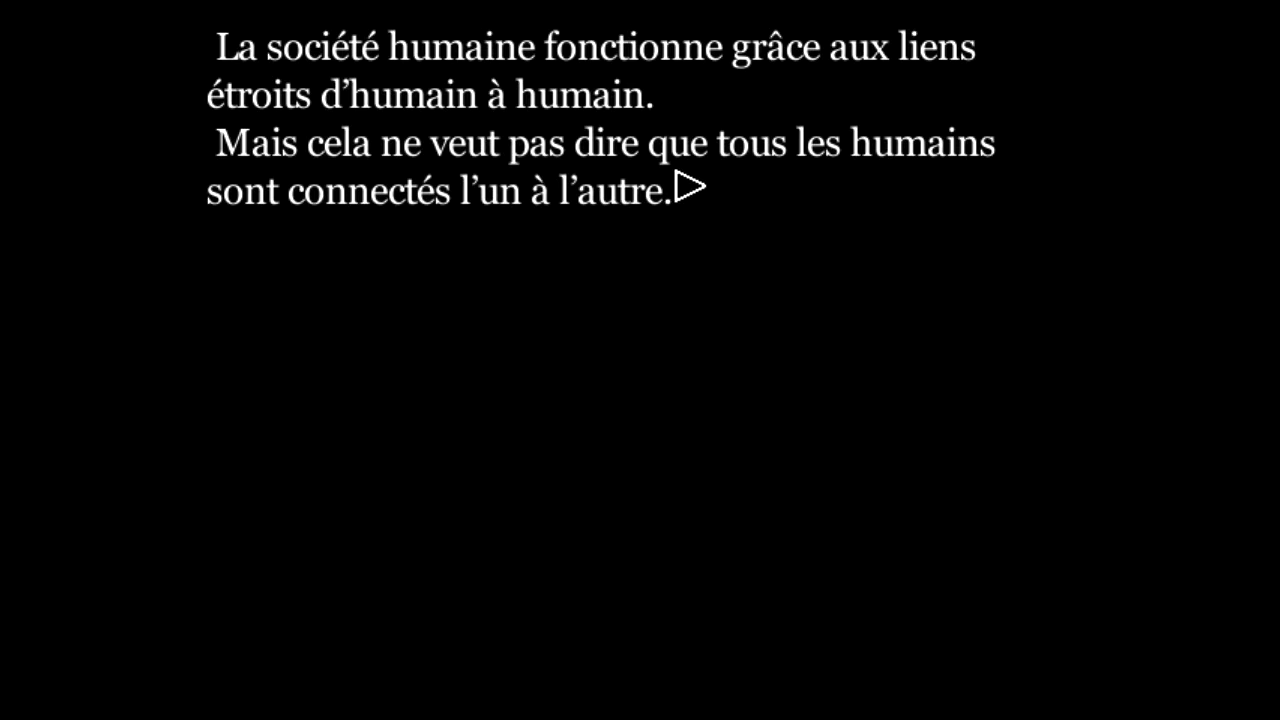 La société humaine fonctionne grâce aux liens
étroits d’humain à humain.
Mais cela ne veut pas dire que tous les humains
sont connectés l’un à l’autre.